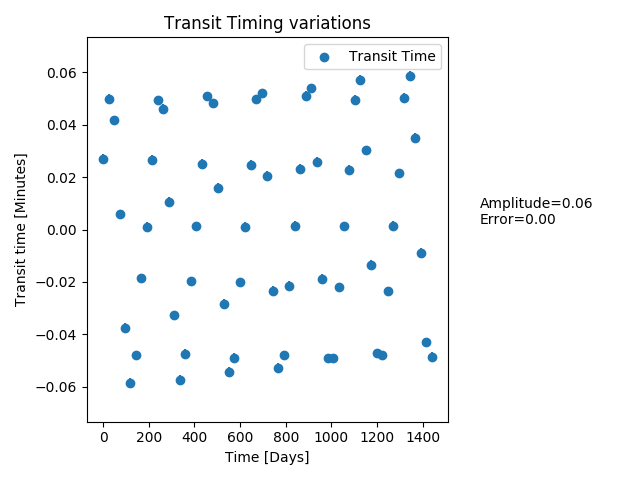 Transit Timing variations
Transit Time
Transit time [Minutes]
0.06
0.04
0.02
0.00
−0.02
−0.04
−0.06
Amplitude=0.06
Error=0.00
0 200 400 600 800 1000 1200 1400
Time [Days]